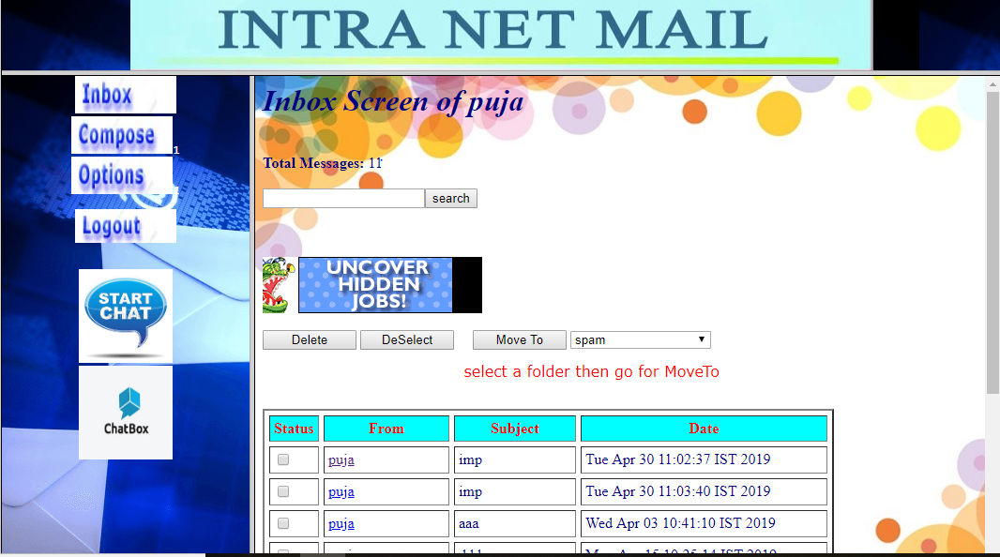 INTRA NET MAIL
Inbox
Compose
1
Options
Logout
START
CHAT
ChatBox
Inbox Screen of puja
Total Messages: 11
search
UNCOVER
HIDDEN
JOBS!
Delete DeSelect Move To spam
select a folder then go for MoveTo
Status From Subject Date
puja imp Tue Apr 30 11:02:37 IST 2019
puja imp Tue Apr 30 11:03:40 IST 2019
puja aaa Wed Apr 03 10:41:10 IST 2019